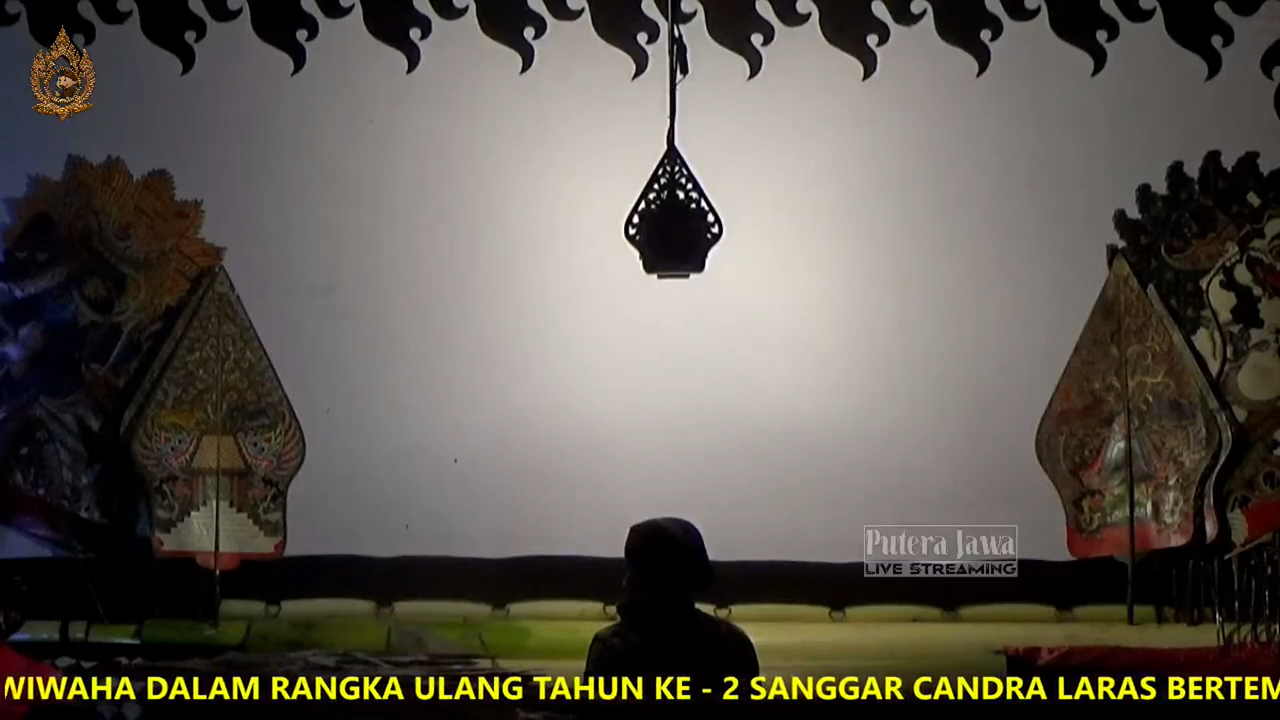 Putera Jawa
LIVE STREAMING
WIWAHA DALAM RANGKA ULANG TAHUN KE - 2 SANGGAR CANDRA LARAS BERTEM